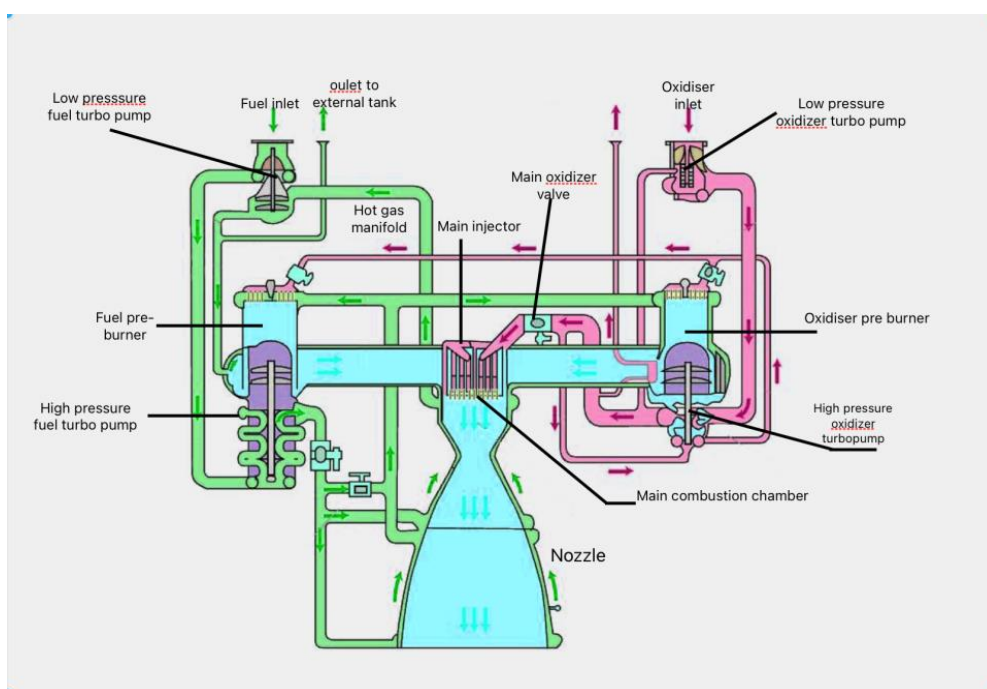 Low presssure
fuel turbo pump
Fuel inlet
oulet to
external tank
Oxidiser
inlet
Low pressure
oxidizer turbo pump
Main oxidizer
valve
Hot gas
manifold
Main injector
Fuel pre-
burner
Oxidiser pre burner
High pressure
fuel turbo pump
High pressure
oxidizer
turbopump
Main combustion chamber
Nozzle